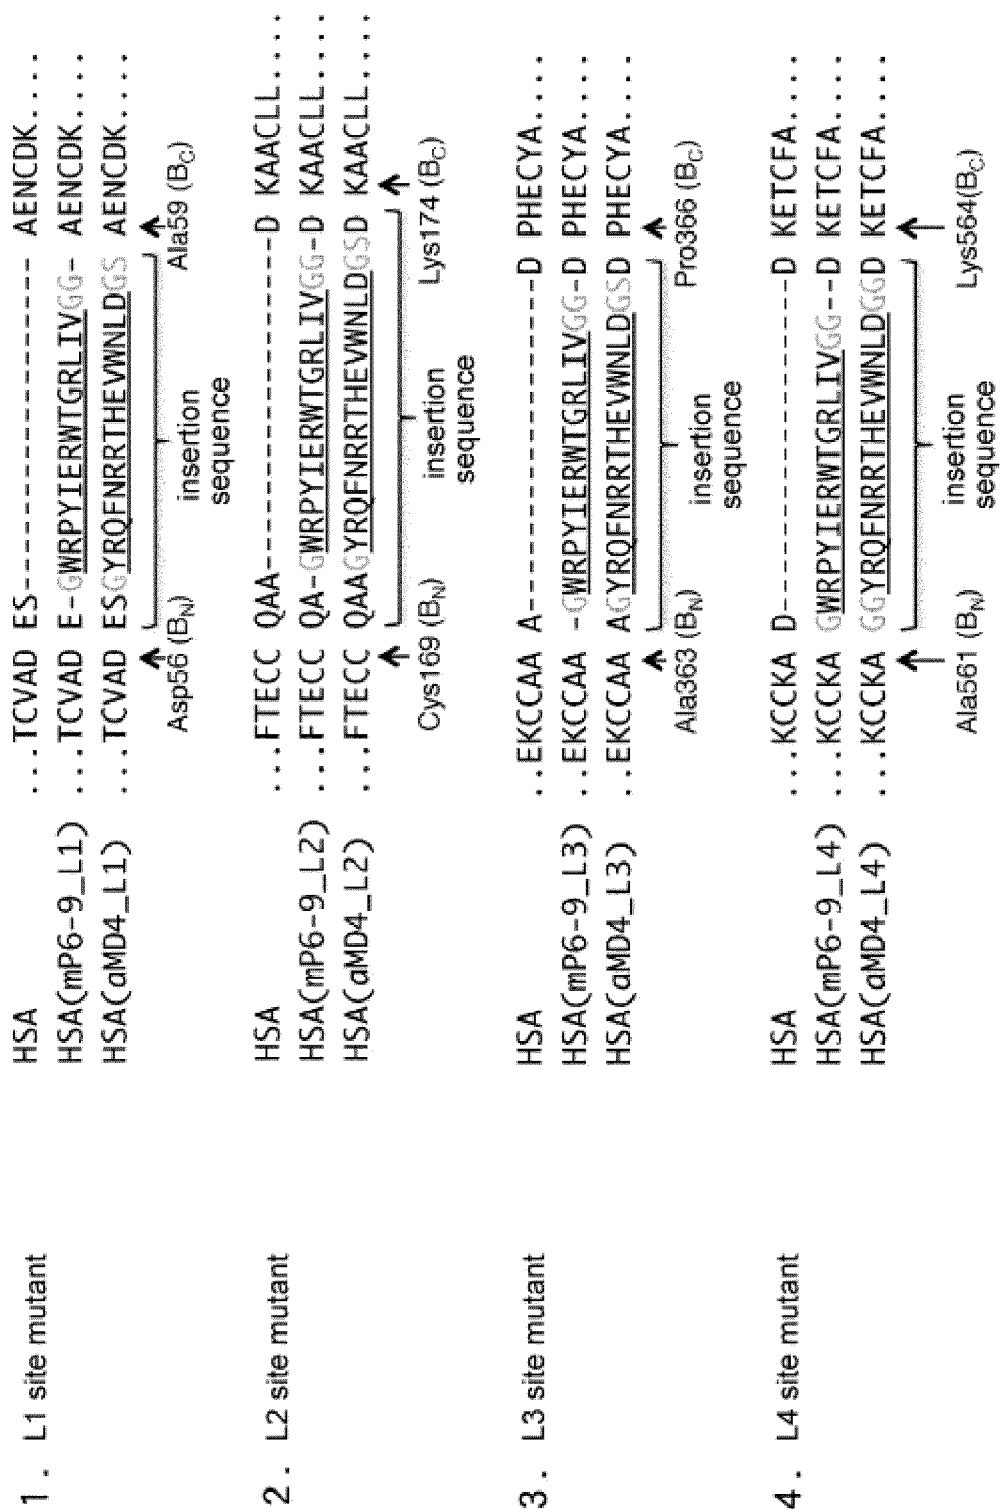 1. L1 site mutant
HSA ...TCVAD ES------------------ AENCDK....
HSA(mP6-9_L1) ...TCVAD E-GWRPYIERWTGRLIVGG- AENCDK....
HSA(aMD4_L1) ...TCVAD ESGYRQFNRRTHEVWNLDGS AENCDK....
Asp56 (BN) Ala59 (BC)
insertion
sequence
2. L2 site mutant
HSA ...FTECC QAA------------------D KAACLL....
HSA(mP6-9_L2) ...FTECC QA-GWRPYIERWTGRLIVGG-D KAACLL....
HSA(aMD4_L2) ...FTECC QAAGYRQFNRRTHEVWNLDGSD KAACLL....
Cys169 (BN) Lys174 (BC)
insertion
sequence
3. L3 site mutant
HSA ..EKCCAA A------------------D PHECYA....
HSA(mP6-9_L3) ..EKCCAA -GWRPYIERWTGRLIVGG-D PHECYA....
HSA(aMD4_L3) ..EKCCAA AGYRQFNRRTHEVWNLDGSD PHECYA....
Ala363 (BN) Pro366 (BC)
insertion
sequence
4. L4 site mutant
HSA ...KCCKA D------------------D KETCFA....
HSA(mP6-9_L4) ...KCCKA GWRPYIERWTGRLIVGG--D KETCFA....
HSA(aMD4_L4) ...KCCKA GGYRQFNRRTHEVWNLDGGD KETCFA....
Ala561 (BN) Lys564(BC)
insertion
sequence